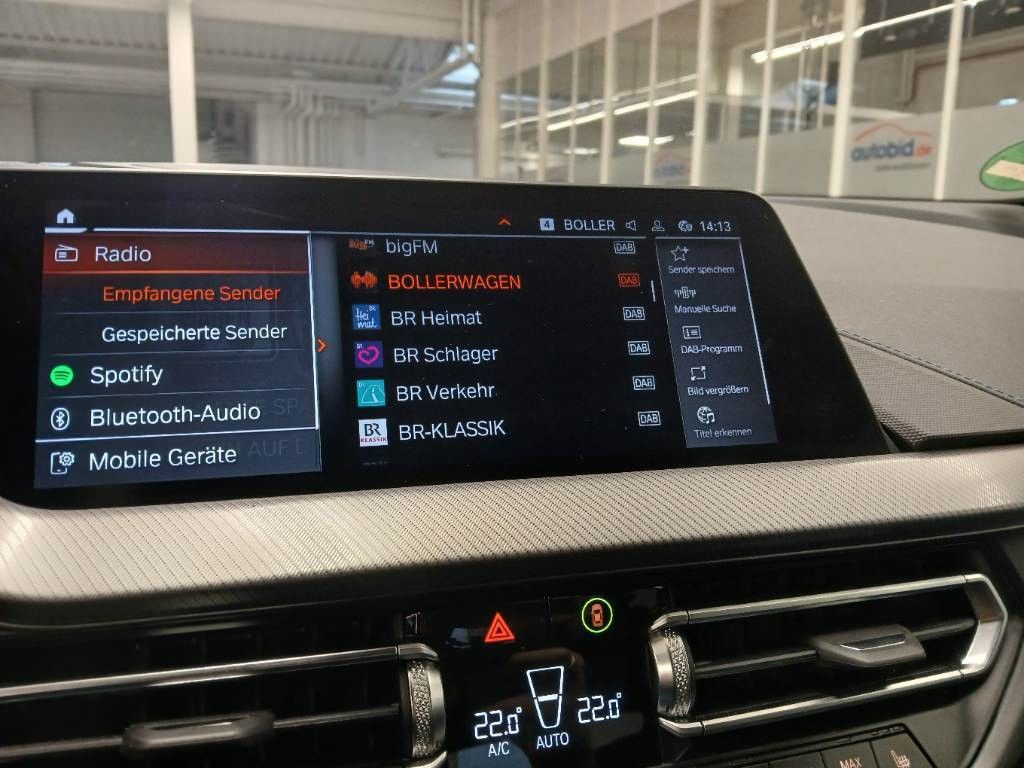 autobid.de
4 BOLLER 14:13
Radio
Empfangene Sender
Gespeicherte Sender
Spotify
Bluetooth-Audio
Mobile Geräte
bigFM DAB
BOLLERWAGEN DAB
Heimat BR Heimat DAB
BR Schlager DAB
BR Verkehr DAB
BR KLASSIK BR-KLASSIK DAB
Sender speichern
Manuelle Suche
DAB-Programm
Bild vergrößern
Titel erkennen
22.0° 22.0°
A/C AUTO
MAX